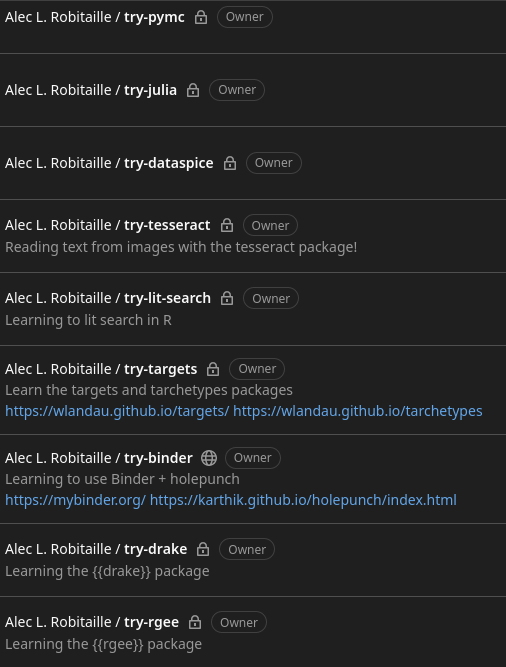 Alec L. Robitaille / try-pymc Owner
Alec L. Robitaille / try-julia Owner
Alec L. Robitaille / try-dataspice Owner
Alec L. Robitaille / try-tesseract Owner
Reading text from images with the tesseract package!
Alec L. Robitaille / try-lit-search Owner
Learning to lit search in R
Alec L. Robitaille / try-targets Owner
Learn the targets and tarchetypes packages
https://wlandau.github.io/targets/ https://wlandau.github.io/tarchetypes
Alec L. Robitaille / try-binder Owner
Learning to use Binder + holepunch
https://mybinder.org/ https://karthik.github.io/holepunch/index.html
Alec L. Robitaille / try-drake Owner
Learning the {{drake}} package
Alec L. Robitaille / try-rgee Owner
Learning the {{rgee}} package